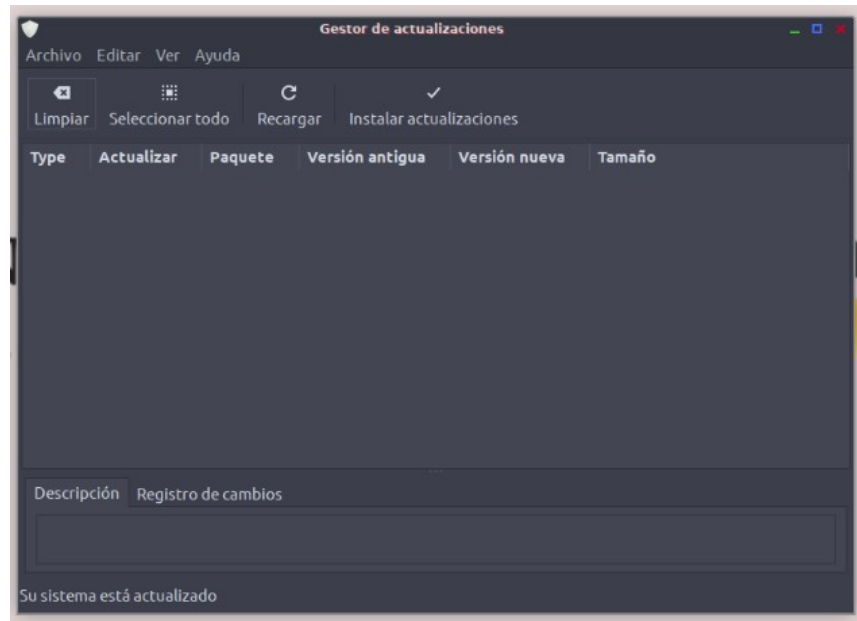 Gestor de actualizaciones
Archivo Editar Ver Ayuda
Limpiar Seleccionar todo Recargar Instalar actualizaciones
Type Actualizar Paquete Versión antigua Versión nueva Tamaño
Descripción Registro de cambios
Su sistema está actualizado